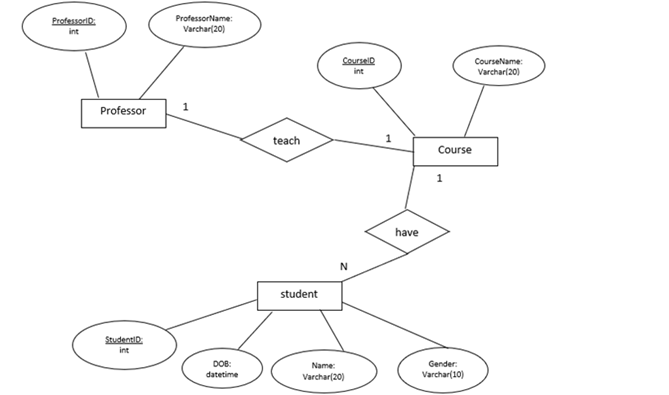 ProfessorID:
int
ProfessorName:
Varchar(20)
CourseID
int
CourseName:
Varchar(20)
Professor
1
teach
1
Course
1
have
N
student
StudentID:
int
DOB:
datetime
Name:
Varchar(20)
Gender:
Varchar(10)